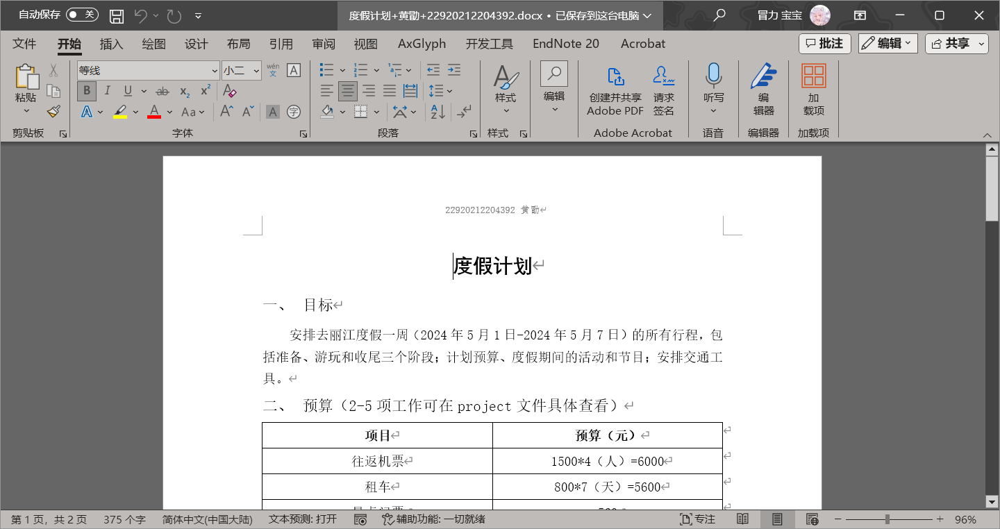 自动保存 关 度假计划+黄勖+22920212204392.docx • 已保存到这台电脑 冒力 宝宝
文件 开始 插入 绘图 设计 布局 引用 审阅 视图 AxGlyph 开发工具 EndNote 20 Acrobat 批注 编辑 共享
等线 小二 wén 文 A
粘贴 样式 编辑 创建并共享 Adobe PDF 请求 签名 听写 编 辑器 加 载项
B I U ab x₂ x²
A A Aa A A A 字
剪贴板 字体 段落 样式 Adobe Acrobat 语音 编辑器 加载项
22920212204392 黄勖
度假计划
一、 目标
安排去丽江度假一周（2024 年 5 月 1 日-2024 年 5 月 7 日）的所有行程，包
括准备、游玩和收尾三个阶段；计划预算、度假期间的活动和节目；安排交通工
具。
二、 预算（2-5 项工作可在 project 文件具体查看）
项目 预算（元）
往返机票 1500*4（人）=6000
租车 800*7（天）=5600
第 1 页，共 2 页 375 个字 简体中文(中国大陆) 文本预测: 打开 辅助功能: 一切就绪 专注 96%